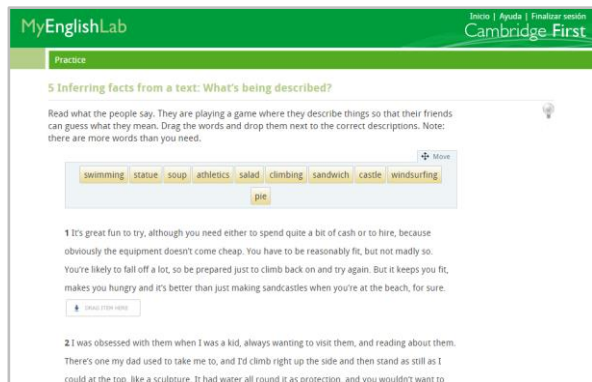 Inicio | Ayuda | Finalizar sesión
MyEnglishLab
Cambridge First
Practice
5 Inferring facts from a text: What's being described?
Read what the people say. They are playing a game where they describe things so that their friends
can guess what they mean. Drag the words and drop them next to the correct descriptions. Note:
there are more words than you need.
Move
swimming statue soup athletics salad climbing sandwich castle windsurfing
pie
1 It's great fun to try, although you need either to spend quite a bit of cash or to hire, because
obviously the equipment doesn't come cheap. You have to be reasonably fit, but not madly so.
You're likely to fall off a lot, so be prepared just to climb back on and try again. But it keeps you fit,
makes you hungry and it's better than just making sandcastles when you're at the beach, for sure.
DRAG ITEM HERE
2 I was obsessed with them when I was a kid, always wanting to visit them, and reading about them.
There's one my dad used to take me to, and I'd climb right up the side and then stand as still as I
could at the top, like a sculpture. It had water all round it as protection, and you wouldn't want to